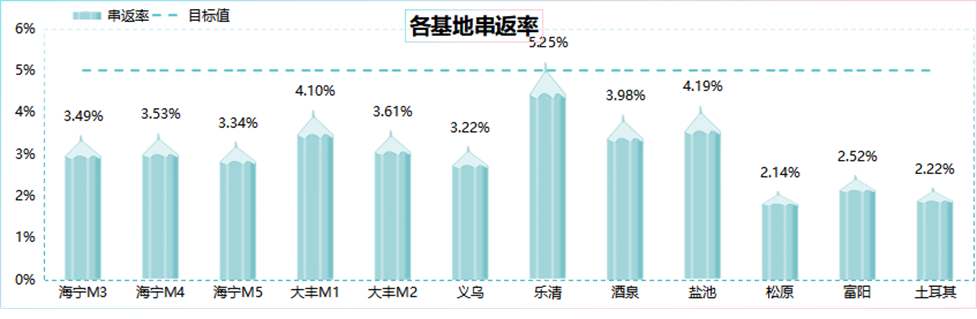 串返率 目标值
各基地串返率
6%
5%
4%
3%
2%
1%
0%
3.49% 3.53% 3.34% 4.10% 3.61% 3.22% 5.25% 3.98% 4.19% 2.14% 2.52% 2.22%
海宁M3 海宁M4 海宁M5 大丰M1 大丰M2 义乌 乐清 酒泉 盐池 松原 富阳 土耳其